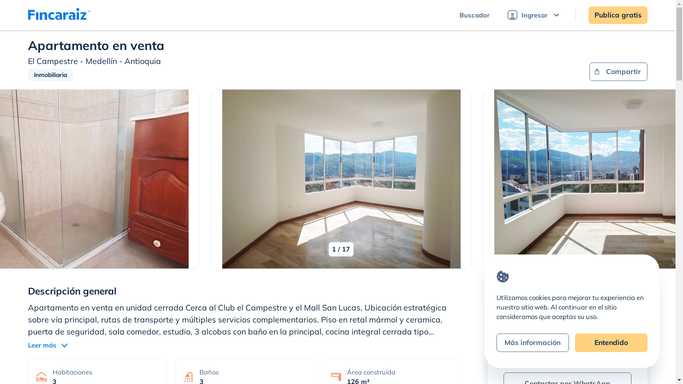 Fincaraiz
Buscador
Ingresar
Publica gratis
Apartamento en venta
El Campestre - Medellín - Antioquia
Inmobiliaria
Compartir
1 / 17
Descripción general
Apartamento en venta en unidad cerrada Cerca al Club el Campestre y el Mall San Lucas. Ubicación estratégica
sobre vía principal, rutas de transporte y múltiples servicios complementarios. Piso en retal mármol y ceramica,
puerta de seguridad, sala comedor, estudio, 3 alcobas con baño en la principal, cocina integral cerrada tipo...
Leer más
Habitaciones
3
Baños
3
Área construida
126 m²
Utilizamos cookies para mejorar tu experiencia en
nuestro sitio web. Al continuar en el sitio
consideramos que aceptas su uso.
Más información
Entendido
Contactar por WhatsApp